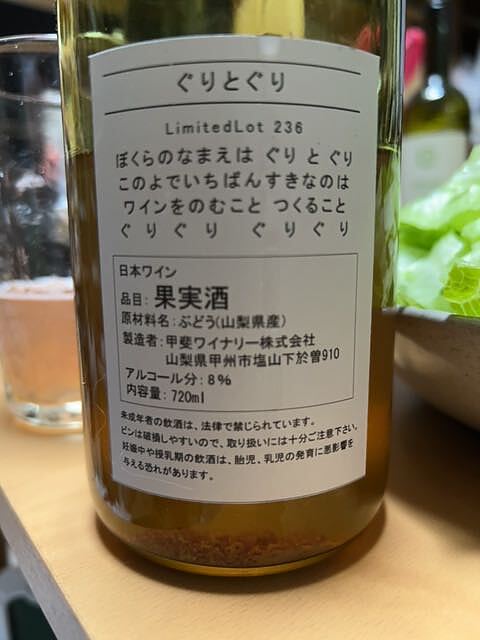 ぐりとぐり
LimitedLot 236
ぼくらのなまえは ぐり と ぐり
このよでいちばんすきなのは
ワインをのむこと つくること
ぐ り ぐ り ぐ り ぐ り
日本ワイン
品目: 果実酒
原材料名: ぶどう(山梨県産)
製造者: 甲斐ワイナリー株式会社
山梨県甲州市塩山下於曽910
アルコール分: 8%
内容量: 720ml
未成年者の飲酒は、法律で禁じられています。
ビンは破損しやすいので、取り扱いには十分ご注意下さい。
妊娠中や授乳期の飲酒は、胎児、乳児の発育に悪影響を
与える恐れがあります。